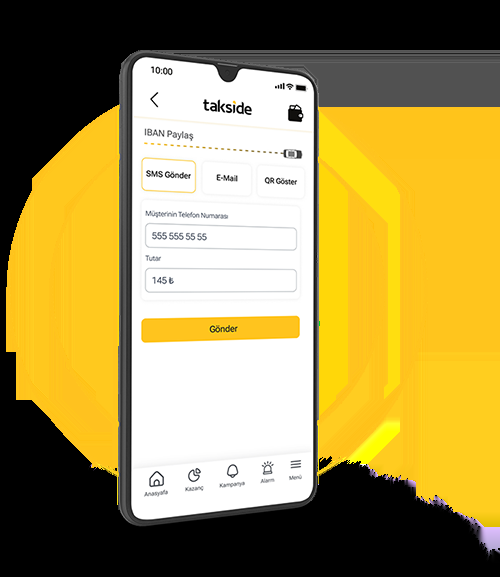 10:00
takside
IBAN Paylaş
SMS Gönder
E-Mail
QR Göster
Müşterinin Telefon Numarası
555 555 55 55
Tutar
145 ₺
Gönder
Anasyafa
Kazanç
Kampanya
Alarm
Menü